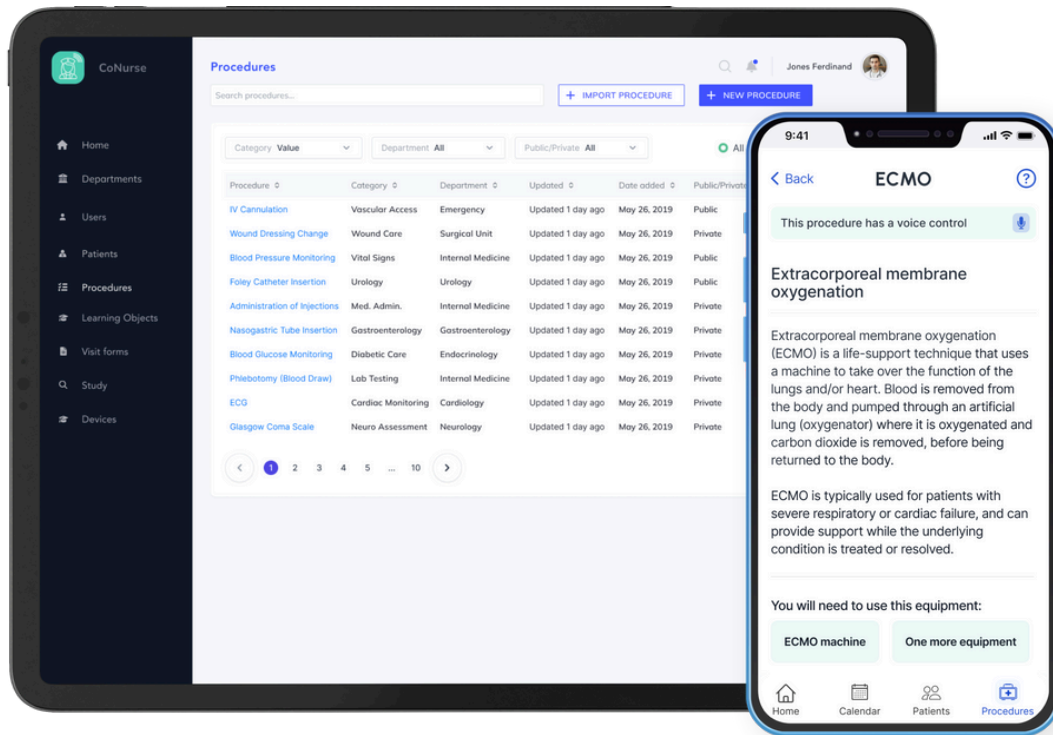 CoNurse
Home
Departments
Users
Patients
Procedures
Learning Objects
Visit forms
Study
Devices
Procedures
Jones Ferdinand
Search procedures...
+ IMPORT PROCEDURE
+ NEW PROCEDURE
Category Value
Department All
Public/Private All
All
Procedure Category Department Updated Date added Public/Private
IV Cannulation Vascular Access Emergency Updated 1 day ago May 26, 2019 Public
Wound Dressing Change Wound Care Surgical Unit Updated 1 day ago May 26, 2019 Private
Blood Pressure Monitoring Vital Signs Internal Medicine Updated 1 day ago May 26, 2019 Public
Foley Catheter Insertion Urology Urology Updated 1 day ago May 26, 2019 Public
Administration of Injections Med. Admin. Internal Medicine Updated 1 day ago May 26, 2019 Private
Nasogastric Tube Insertion Gastroenterology Gastroenterology Updated 1 day ago May 26, 2019 Private
Blood Glucose Monitoring Diabetic Care Endocrinology Updated 1 day ago May 26, 2019 Private
Phlebotomy (Blood Draw) Lab Testing Internal Medicine Updated 1 day ago May 26, 2019 Private
ECG Cardiac Monitoring Cardiology Updated 1 day ago May 26, 2019 Private
Glasgow Coma Scale Neuro Assessment Neurology Updated 1 day ago May 26, 2019 Private
1 2 3 4 5 ... 10
9:41
Back
ECMO
?
This procedure has a voice control
Extracorporeal membrane
oxygenation
Extracorporeal membrane oxygenation
(ECMO) is a life-support technique that uses
a machine to take over the function of the
lungs and/or heart. Blood is removed from
the body and pumped through an artificial
lung (oxygenator) where it is oxygenated and
carbon dioxide is removed, before being
returned to the body.
ECMO is typically used for patients with
severe respiratory or cardiac failure, and can
provide support while the underlying
condition is treated or resolved.
You will need to use this equipment:
ECMO machine
One more equipment
Home
Calendar
Patients
Procedures